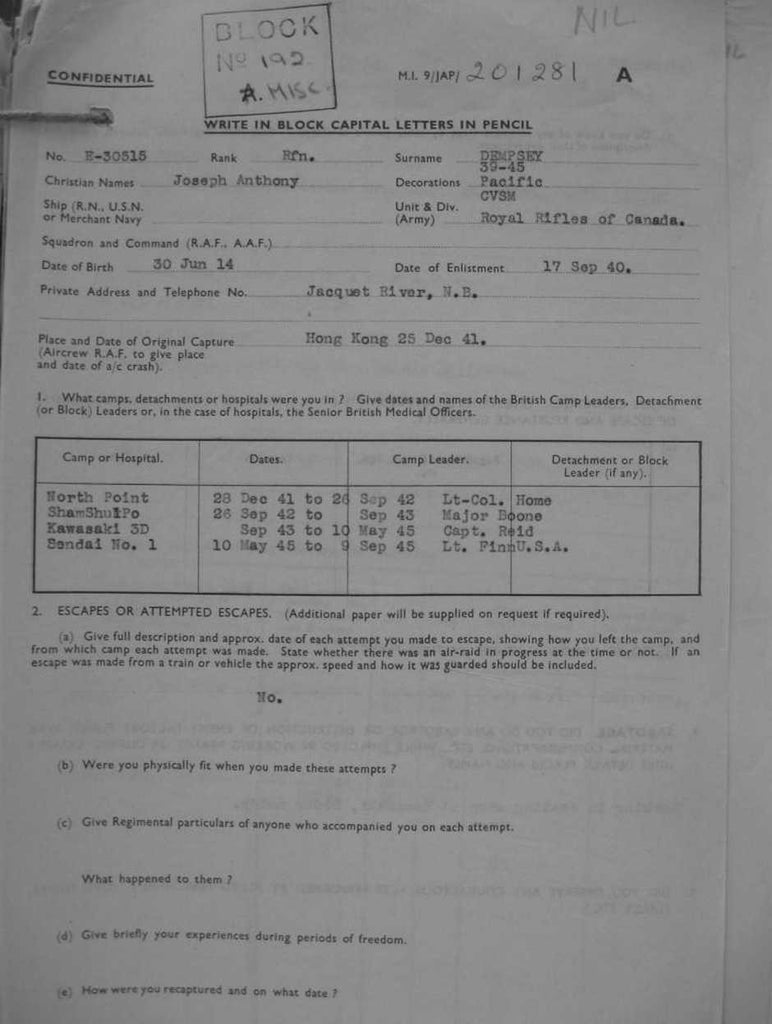 NIL
BLOCK
Nº 192
A. MISC.
CONFIDENTIAL
M.I. 9/JAP/ 201281 A
WRITE IN BLOCK CAPITAL LETTERS IN PENCIL
No. E-30515 Rank Rfn. Surname DEMPSEY
39-45
Christian Names Joseph Anthony Decorations Pacific
CVSM
Ship (R.N., U.S.N. or Merchant Navy Unit & Div. (Army) Royal Rifles of Canada.
Squadron and Command (R.A.F., A.A.F.)
Date of Birth 30 Jun 14 Date of Enlistment 17 Sep 40.
Private Address and Telephone No. Jacquet River, N.B.
Place and Date of Original Capture Hong Kong 25 Dec 41.
(Aircrew R.A.F. to give place
and date of a/c crash).
1. What camps, detachments or hospitals were you in ? Give dates and names of the British Camp Leaders, Detachment
(or Block) Leaders or, in the case of hospitals, the Senior British Medical Officers.
Camp or Hospital. Dates. Camp Leader. Detachment or Block
Leader (if any).
North Point 28 Dec 41 to 26 Sep 42 Lt-Col. Home
ShamShuiPo 26 Sep 42 to Sep 43 Major Boone
Kawasaki 3D Sep 43 to 10 May 45 Capt. Reid
Sendai No. 1 10 May 45 to 9 Sep 45 Lt. Finn U.S.A.
2. ESCAPES OR ATTEMPTED ESCAPES. (Additional paper will be supplied on request if required).
(a) Give full description and approx. date of each attempt you made to escape, showing how you left the camp, and
from which camp each attempt was made. State whether there was an air-raid in progress at the time or not. If an
escape was made from a train or vehicle the approx. speed and how it was guarded should be included.
No.
(b) Were you physically fit when you made these attempts ?
(c) Give Regimental particulars of anyone who accompanied you on each attempt.
What happened to them ?
(d) Give briefly your experiences during periods of freedom.
(e) How were you recaptured and on what date ?